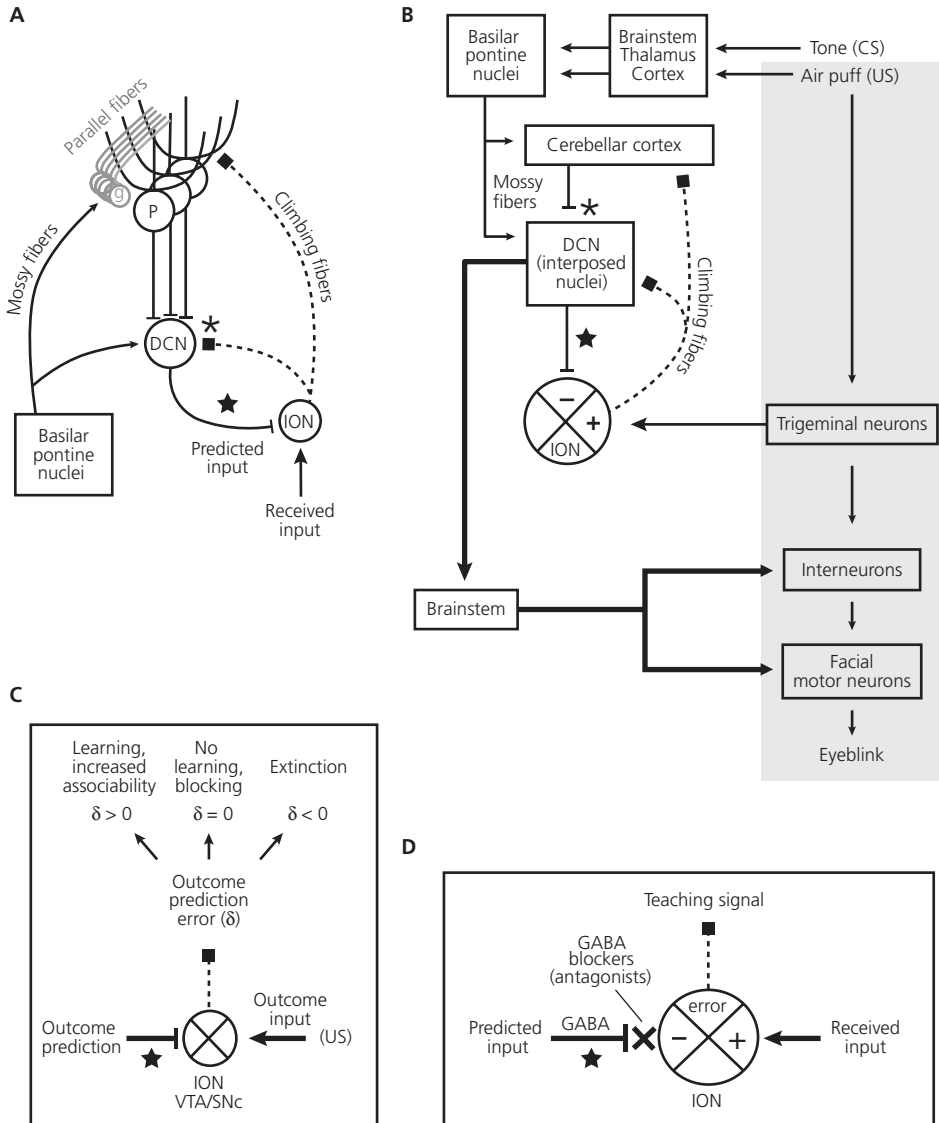 A
Parallel fibers
g
P
Mossy fibers
Climbing fibers
*
DCN
ION
Basilar
pontine
nuclei
Predicted
input
Received
input
B
Basilar
pontine
nuclei
Brainstem
Thalamus
Cortex
Tone (CS)
Air puff (US)
Cerebellar cortex
Mossy
fibers
*
DCN
(interposed
nuclei)
Climbing fibers
−
+
ION
Trigeminal neurons
Interneurons
Brainstem
Facial
motor neurons
Eyeblink
C
Learning,
increased
associability
δ > 0
No
learning,
blocking
δ = 0
Extinction
δ < 0
Outcome
prediction
error (δ)
Outcome
prediction
Outcome
input
(US)
ION
VTA/SNc
D
Teaching signal
GABA
blockers
(antagonists)
Predicted
input
GABA
error
−
+
Received
input
ION